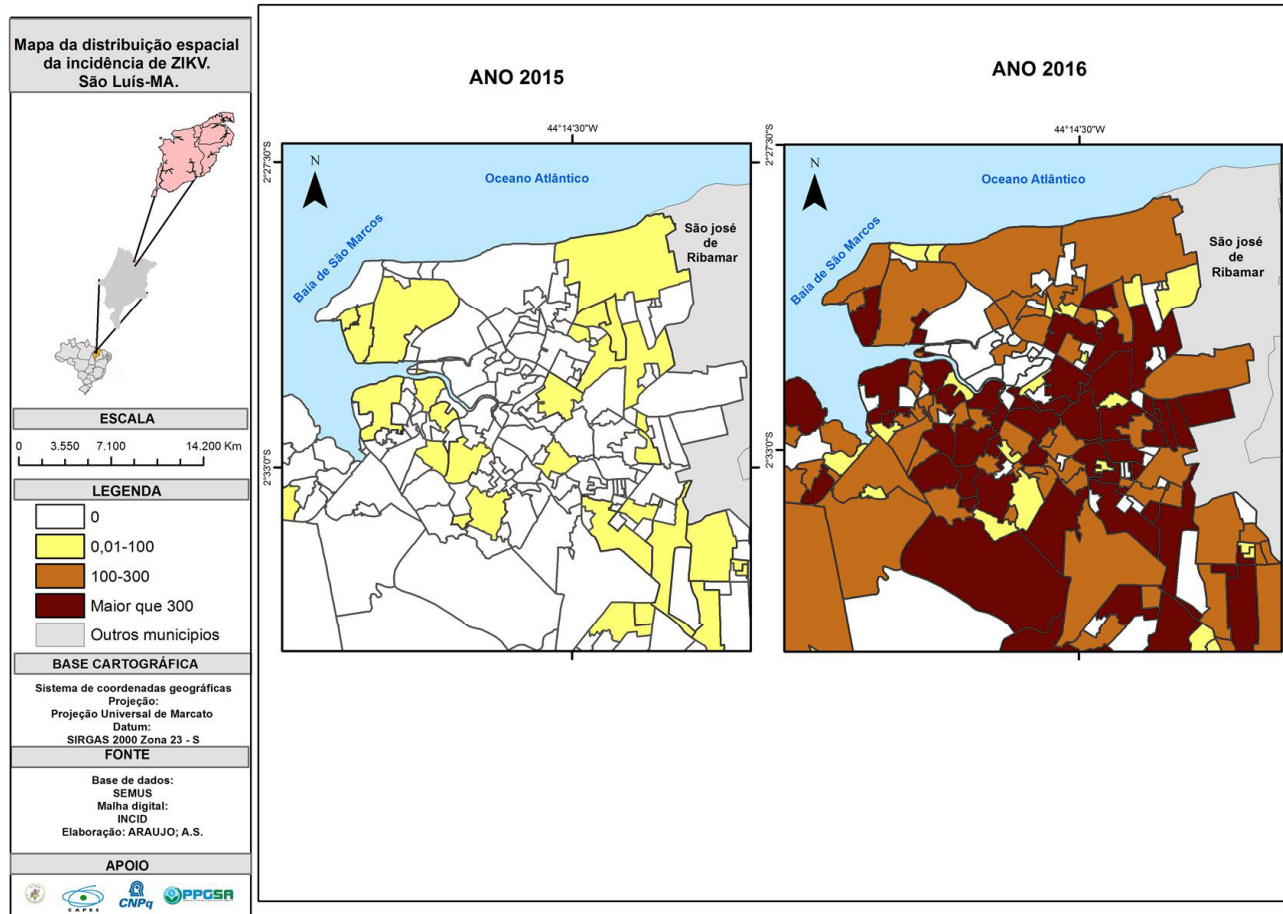 Mapa da distribuição espacial
da incidência de ZIKV.
São Luís-MA.
ESCALA
0 3.550 7.100 14.200 Km
LEGENDA
0
0,01-100
100-300
Maior que 300
Outros municipios
BASE CARTOGRÁFICA
Sistema de coordenadas geográficas
Projeção:
Projeção Universal de Marcato
Datum:
SIRGAS 2000 Zona 23 - S
FONTE
Base de dados:
SEMUS
Malha digital:
INCID
Elaboração: ARAUJO; A.S.
APOIO
CAPES
CNPq
PPGSA
ANO 2015
44°14'30"W
2°27'30"S
2°33'0"S
N
Oceano Atlântico
Baia de São Marcos
São josé
de
Ribamar
ANO 2016
44°14'30"W
2°27'30"S
2°33'0"S
N
Oceano Atlântico
Baia de São Marcos
São josé
de
Ribamar